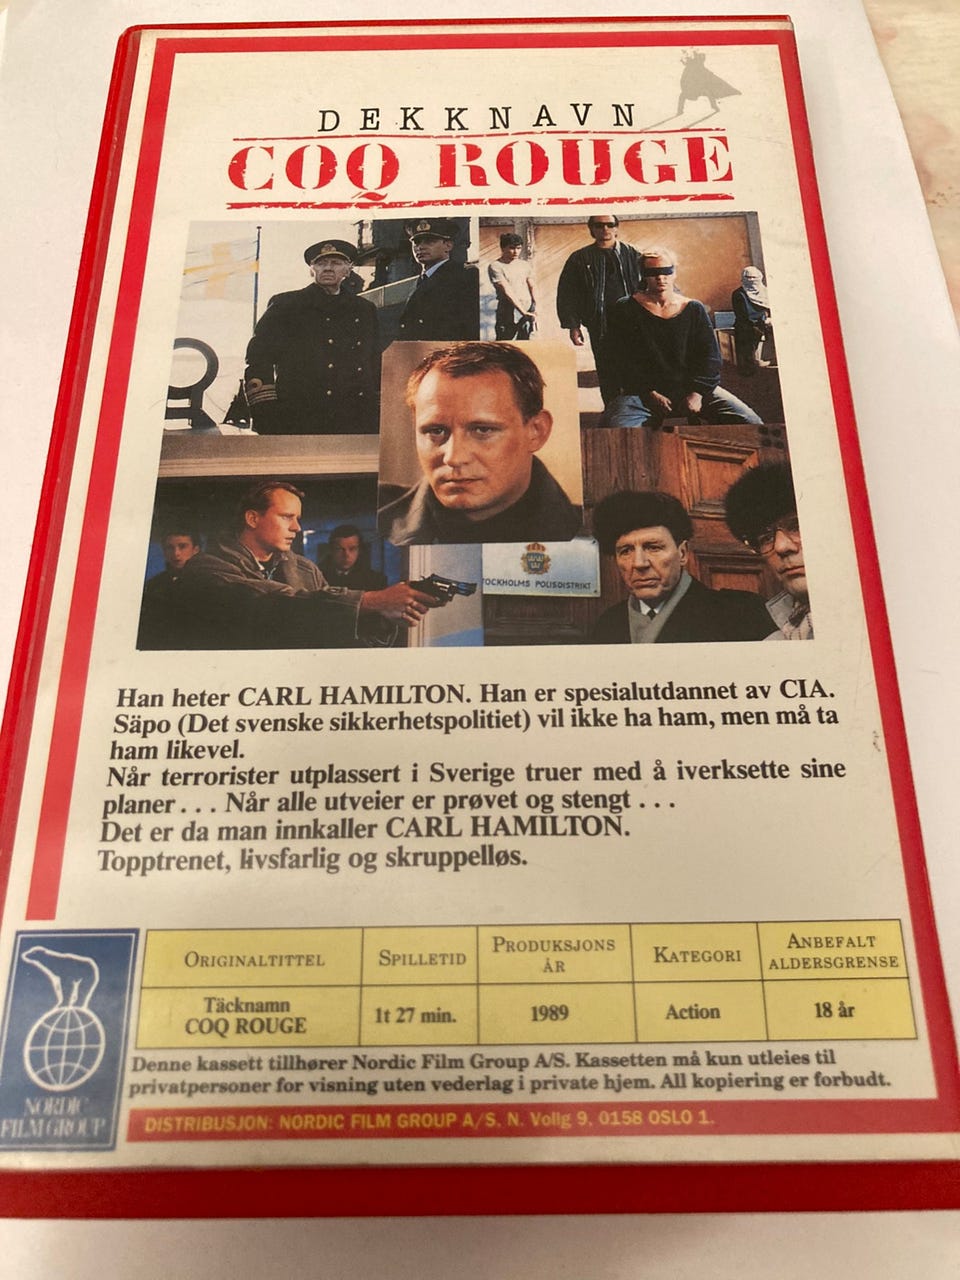 DEKKNAVN
COQ ROUGE
TOCKHOLMS POLISDISTRIKT
Han heter CARL HAMILTON. Han er spesialutdannet av CIA.
Säpo (Det svenske sikkerhetspolitiet) vil ikke ha ham, men må ta
ham likevel.
Når terrorister utplassert i Sverige truer med å iverksette sine
planer . . . Når alle utveier er prøvet og stengt . . .
Det er da man innkaller CARL HAMILTON.
Topptrenet, livsfarlig og skruppelløs.
ORIGINALTITTEL SPILLETID PRODUKSJONS ÅR KATEGORI ANBEFALT ALDERSGRENSE
Täcknamn COQ ROUGE 1t 27 min. 1989 Action 18 år
NORDIC
FILM GROUP
Denne kassett tillhører Nordic Film Group A/S. Kassetten må kun utleies til
privatpersoner for visning uten vederlag i private hjem. All kopiering er forbudt.
DISTRIBUSJON: NORDIC FILM GROUP A/S, N. Vollg 9, 0158 OSLO 1.